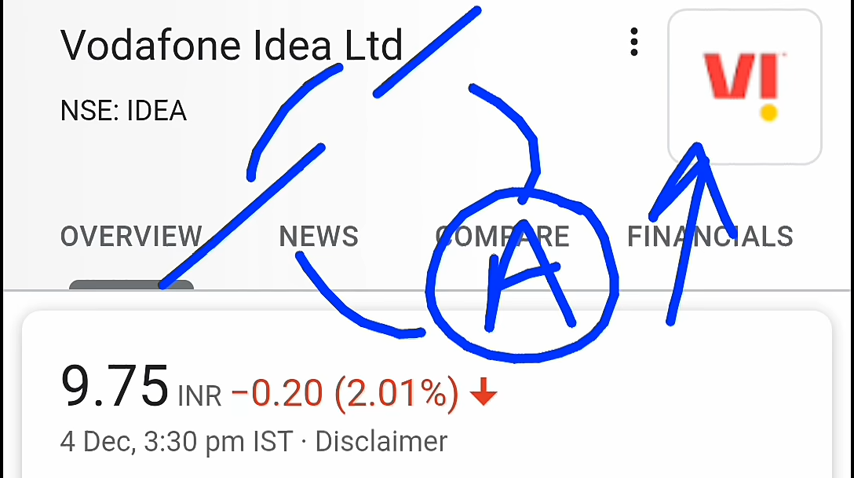 Vodafone Idea Ltd
NSE: IDEA
VI
OVERVIEW NEWS COMPARE FINANCIALS
A
9.75 INR −0.20 (2.01%) ↓
4 Dec, 3:30 pm IST · Disclaimer